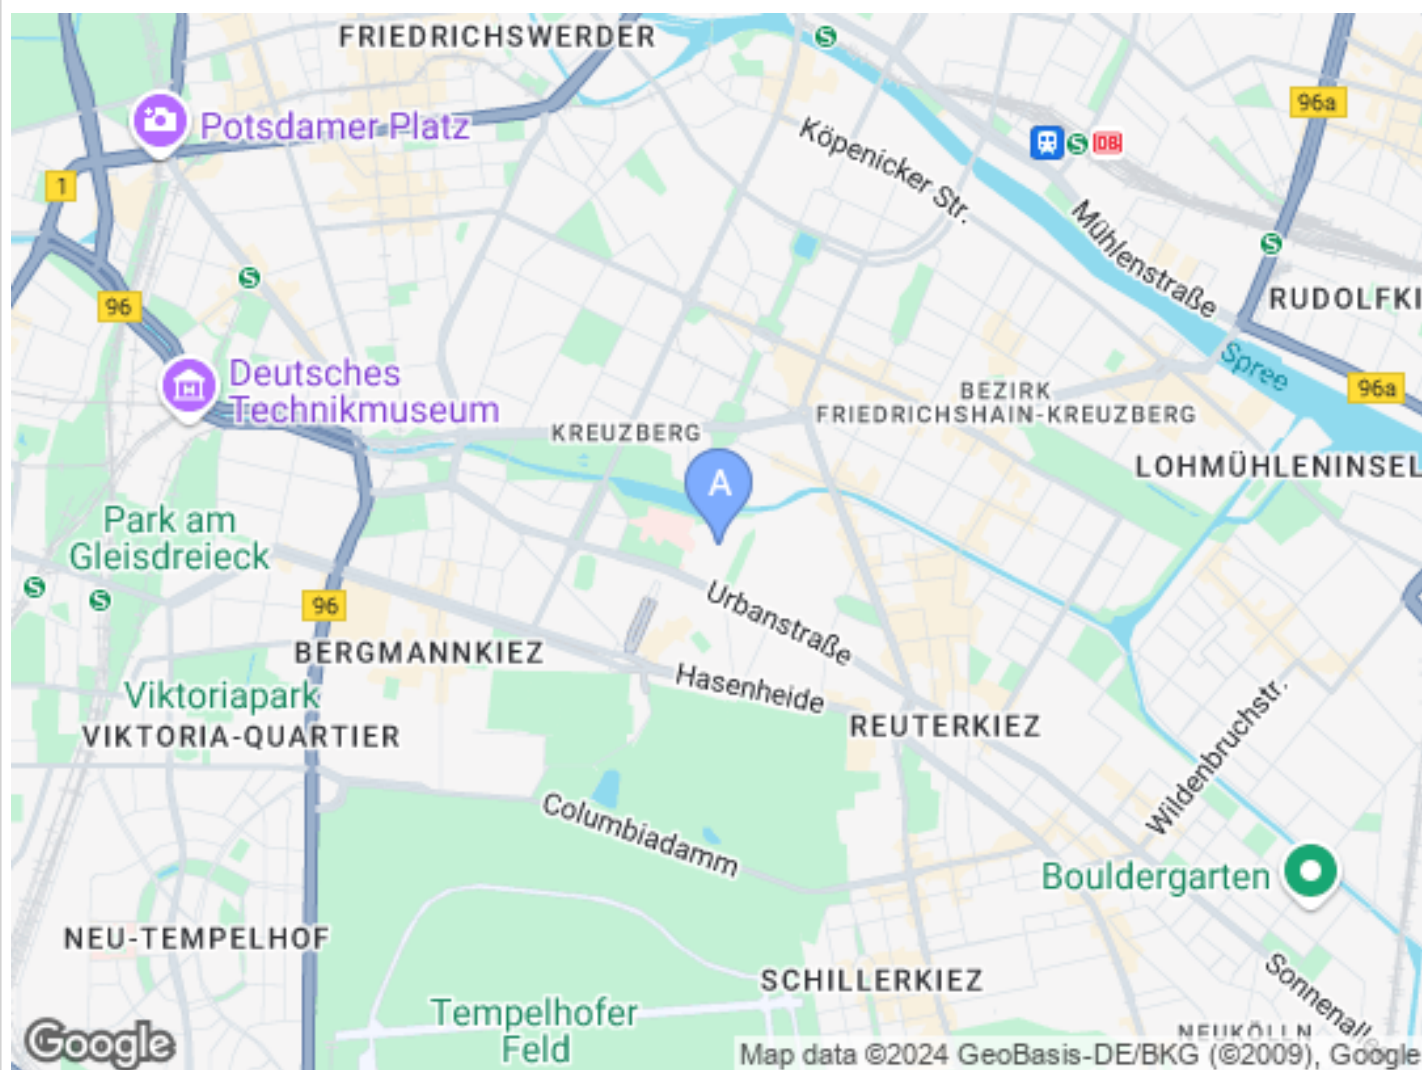 FRIEDRICHSWERDER
S
96a
Potsdamer Platz
Köpenicker Str.
S
DB
1
Mühlenstraße
S
S
96
RUDOLFKI
Deutsches
Technikmuseum
Spree
96a
BEZIRK
FRIEDRICHSHAIN-KREUZBERG
KREUZBERG
LOHMÜHLENINSEL
A
Park am
Gleisdreieck
S
S
96
Urbanstraße
BERGMANNKIEZ
Hasenheide
Viktoriapark
VIKTORIA-QUARTIER
REUTERKIEZ
Wildenbruchstr.
Columbiadamm
Bouldergarten
NEU-TEMPELHOF
SCHILLERKIEZ
Sonnenallee
Tempelhofer
Feld
NEUKÖLLN
Google
Map data ©2024 GeoBasis-DE/BKG (©2009), Google